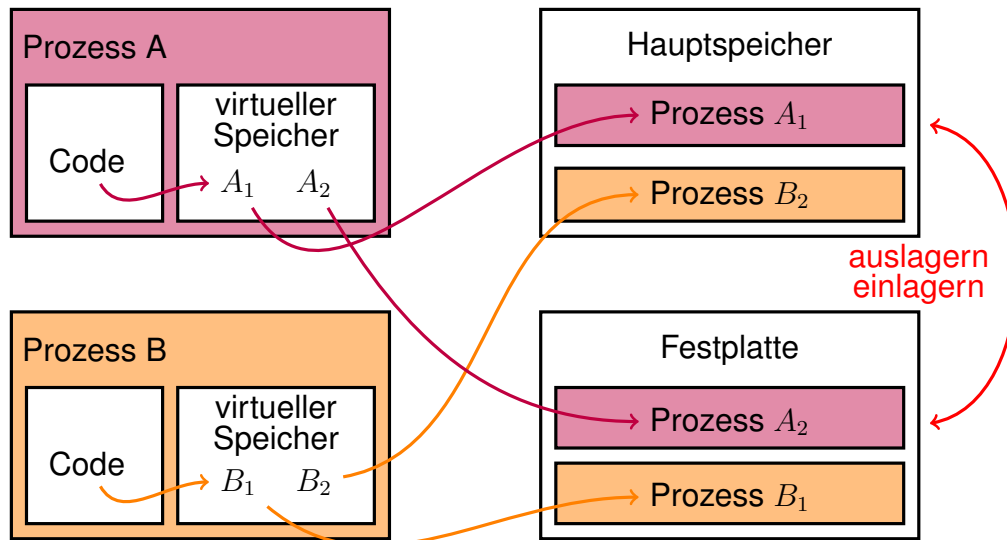 Prozess A
Code
virtueller
Speicher
A₁ A₂
Hauptspeicher
Prozess A₁
Prozess B₂
auslagern
einlagern
Prozess B
Code
virtueller
Speicher
B₁ B₂
Festplatte
Prozess A₂
Prozess B₁